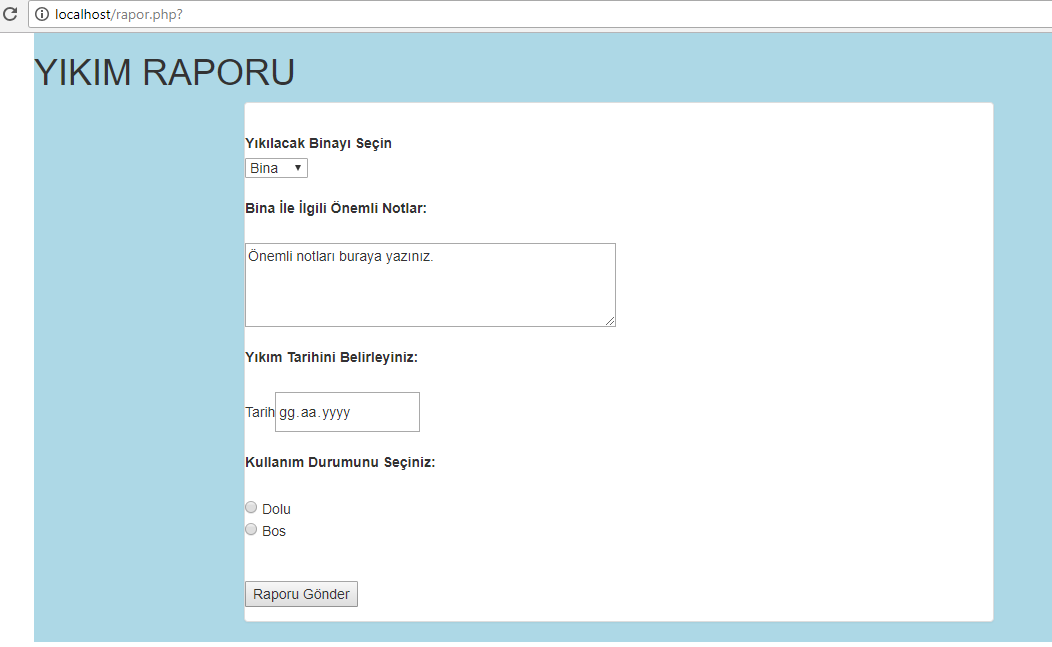 localhost/rapor.php?
YIKIM RAPORU
Yıkılacak Binayı Seçin
Bina
Bina İle İlgili Önemli Notlar:
Önemli notları buraya yazınız.
Yıkım Tarihini Belirleyiniz:
Tarih gg.aa.yyyy
Kullanım Durumunu Seçiniz:
Dolu
Bos
Raporu Gönder